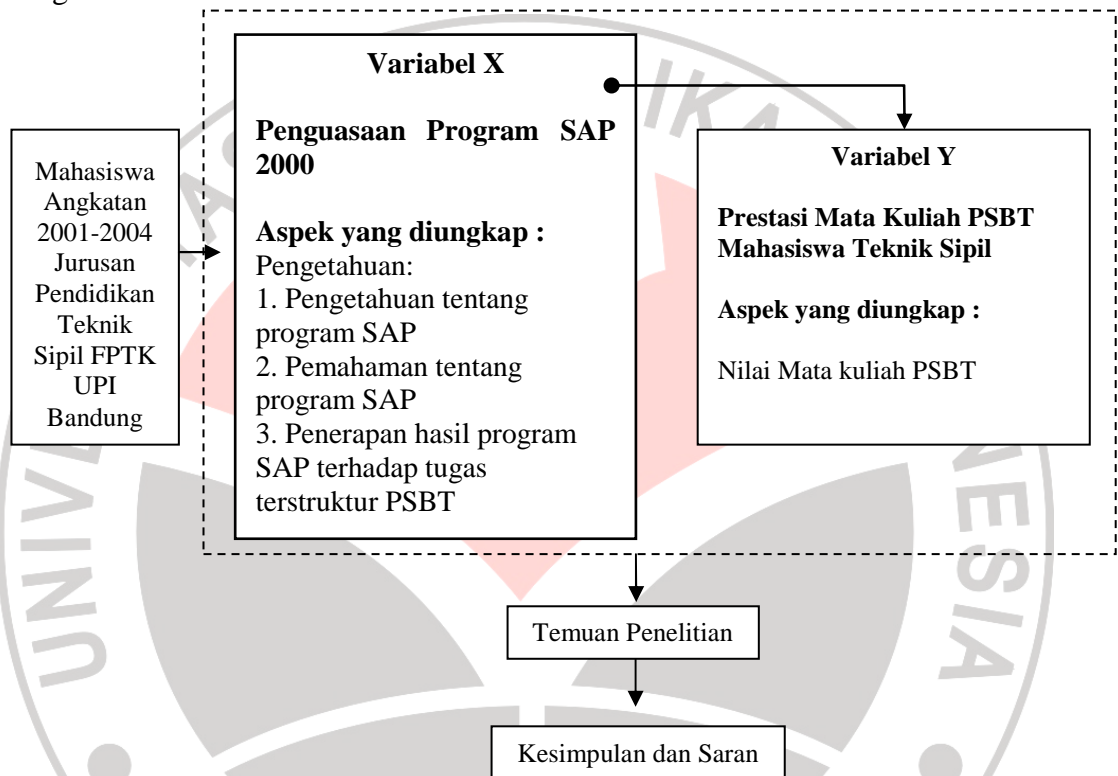 Mahasiswa
Angkatan
2001-2004
Jurusan
Pendidikan
Teknik
Sipil FPTK
UPI
Bandung
Variabel X
Penguasaan Program SAP
2000
Aspek yang diungkap :
Pengetahuan:
1. Pengetahuan tentang
program SAP
2. Pemahaman tentang
program SAP
3. Penerapan hasil program
SAP terhadap tugas
terstruktur PSBT
Variabel Y
Prestasi Mata Kuliah PSBT
Mahasiswa Teknik Sipil
Aspek yang diungkap :
Nilai Mata kuliah PSBT
Temuan Penelitian
Kesimpulan dan Saran